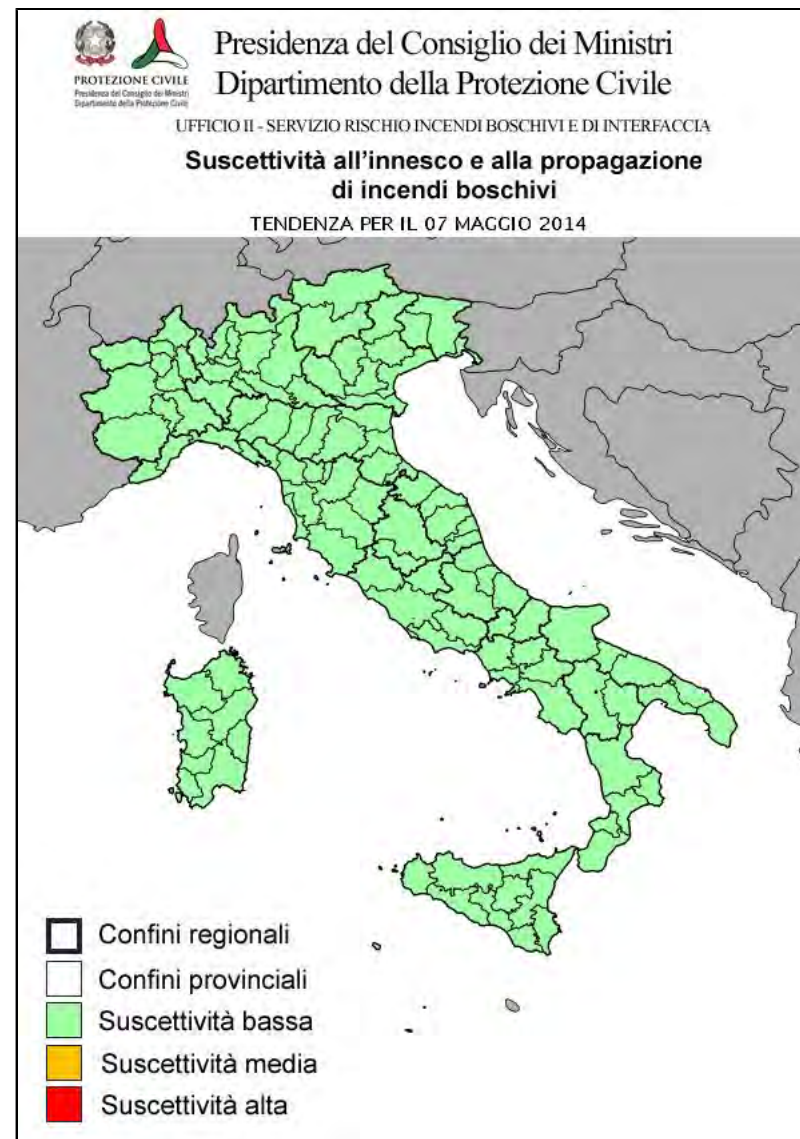 PROTEZIONE CIVILE
Presidenza del Consiglio dei Ministri
Dipartimento della Protezione Civile
Presidenza del Consiglio dei Ministri
Dipartimento della Protezione Civile
UFFICIO II - SERVIZIO RISCHIO INCENDI BOSCHIVI E DI INTERFACCIA
Suscettività all'innesco e alla propagazione
di incendi boschivi
TENDENZA PER IL 07 MAGGIO 2014
Confini regionali
Confini provinciali
Suscettività bassa
Suscettività media
Suscettività alta